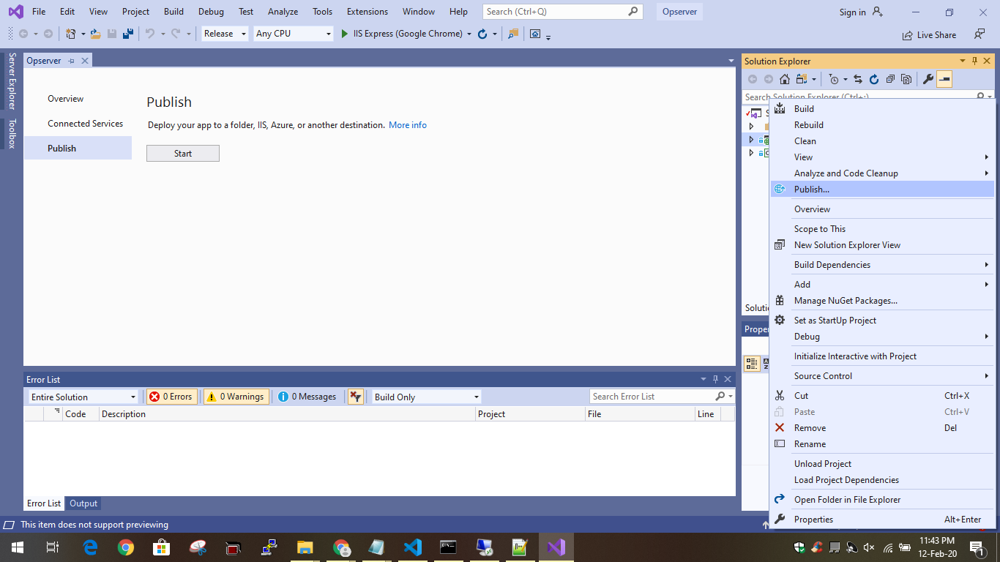 File Edit View Project Build Debug Test Analyze Tools Extensions Window Help Search (Ctrl+Q) Opserver Sign in
Release Any CPU IIS Express (Google Chrome) Live Share
Server Explorer
Toolbox
Opserver
Overview
Connected Services
Publish
Publish
Deploy your app to a folder, IIS, Azure, or another destination. More info
Start
Solution Explorer
Search Solution Explorer (Ctrl+;)
Build
Rebuild
Clean
View
Analyze and Code Cleanup
Publish...
Overview
Scope to This
New Solution Explorer View
Build Dependencies
Add
Manage NuGet Packages...
Set as StartUp Project
Debug
Initialize Interactive with Project
Source Control
Cut Ctrl+X
Paste Ctrl+V
Remove Del
Rename
Unload Project
Load Project Dependencies
Open Folder in File Explorer
Properties Alt+Enter
Error List
Entire Solution 0 Errors 0 Warnings 0 Messages Build Only Search Error List
Code Description Project File Line
Error List Output
This item does not support previewing
11:43 PM
12-Feb-20
1